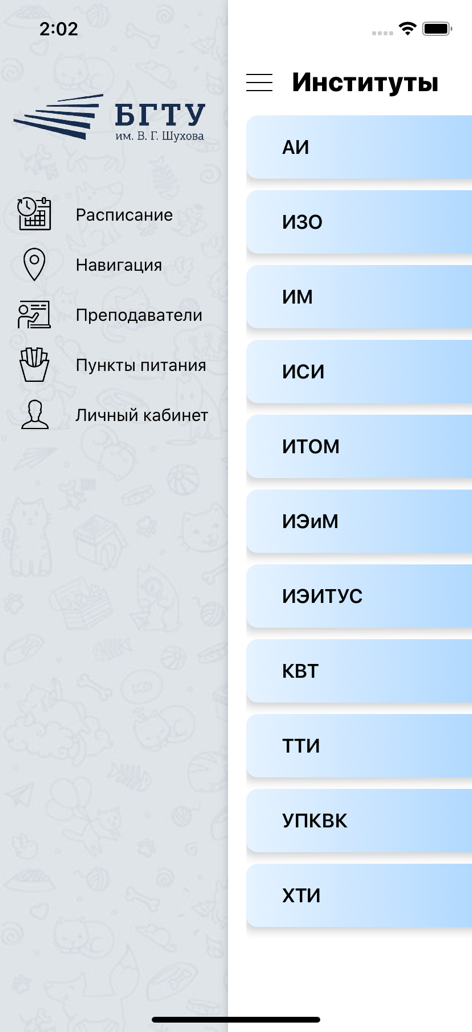 2:02
БГТУ
им. В. Г. Шухова
Расписание
Навигация
Преподаватели
Пункты питания
Личный кабинет
Институты
АИ
ИЗО
ИМ
ИСИ
ИТОМ
ИЭиМ
ИЭИТУС
КВТ
ТТИ
УПКВК
ХТИ